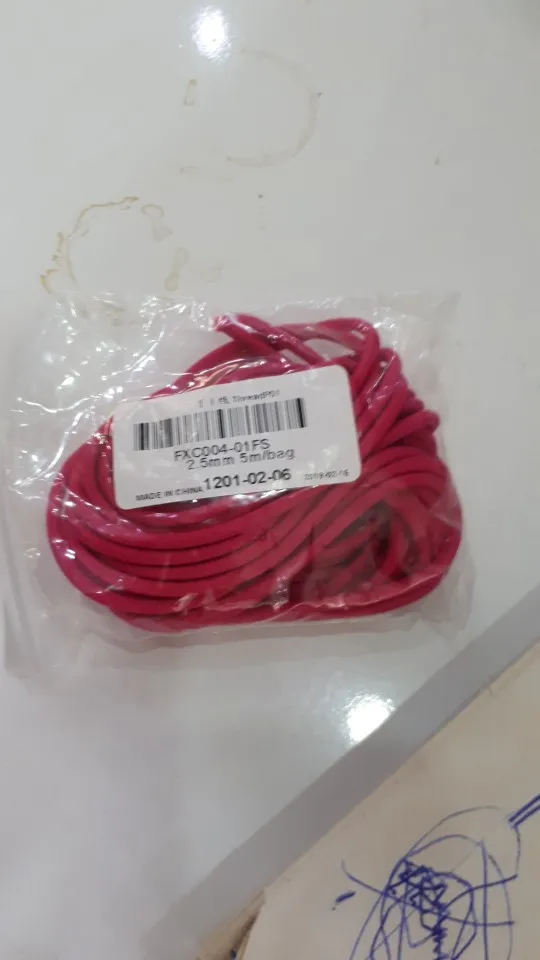 FXC004-01FS
2.5mm 5m/bag
MADE IN CHINA 1201-02-06